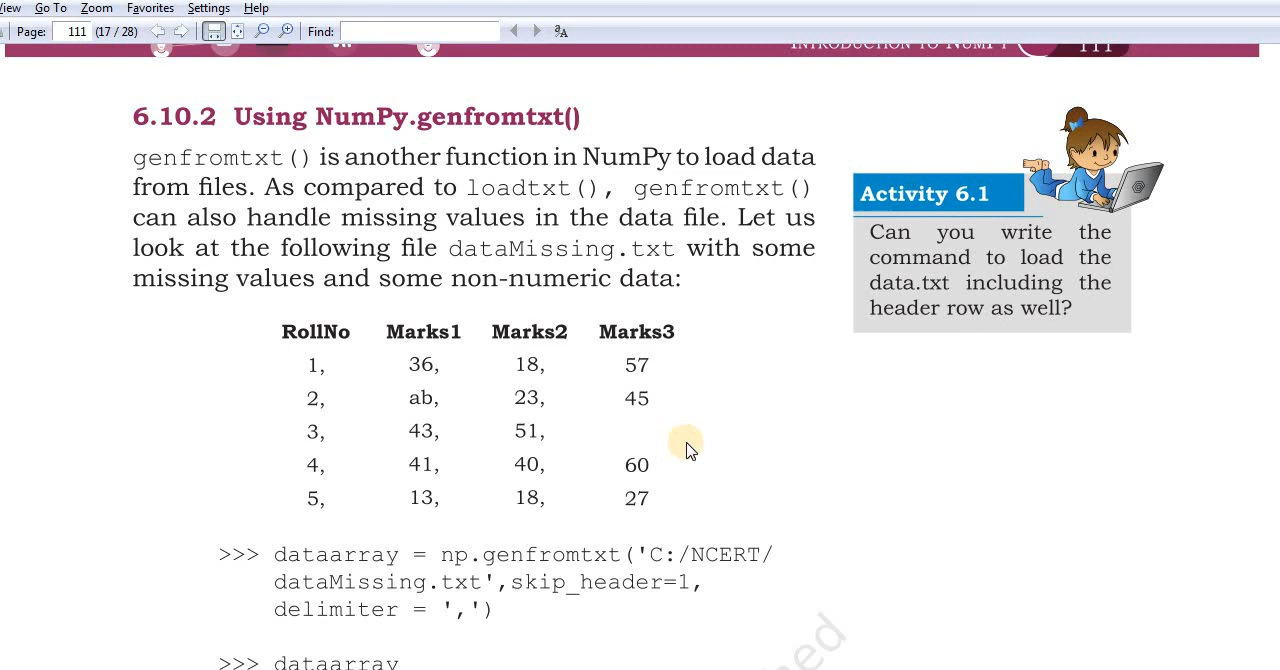 View Go To Zoom Favorites Settings Help
Page: 111 (17 / 28) Find:
INTRODUCTION TO NUMPY 111
6.10.2 Using NumPy.genfromtxt()
genfromtxt() is another function in NumPy to load data
from files. As compared to loadtxt(), genfromtxt()
can also handle missing values in the data file. Let us
look at the following file dataMissing.txt with some
missing values and some non-numeric data:
RollNo Marks1 Marks2 Marks3
1, 36, 18, 57
2, ab, 23, 45
3, 43, 51,
4, 41, 40, 60
5, 13, 18, 27
>>> dataarray = np.genfromtxt('C:/NCERT/
dataMissing.txt',skip_header=1,
delimiter = ',')
>>> dataarray
Activity 6.1
Can you write the
command to load the
data.txt including the
header row as well?